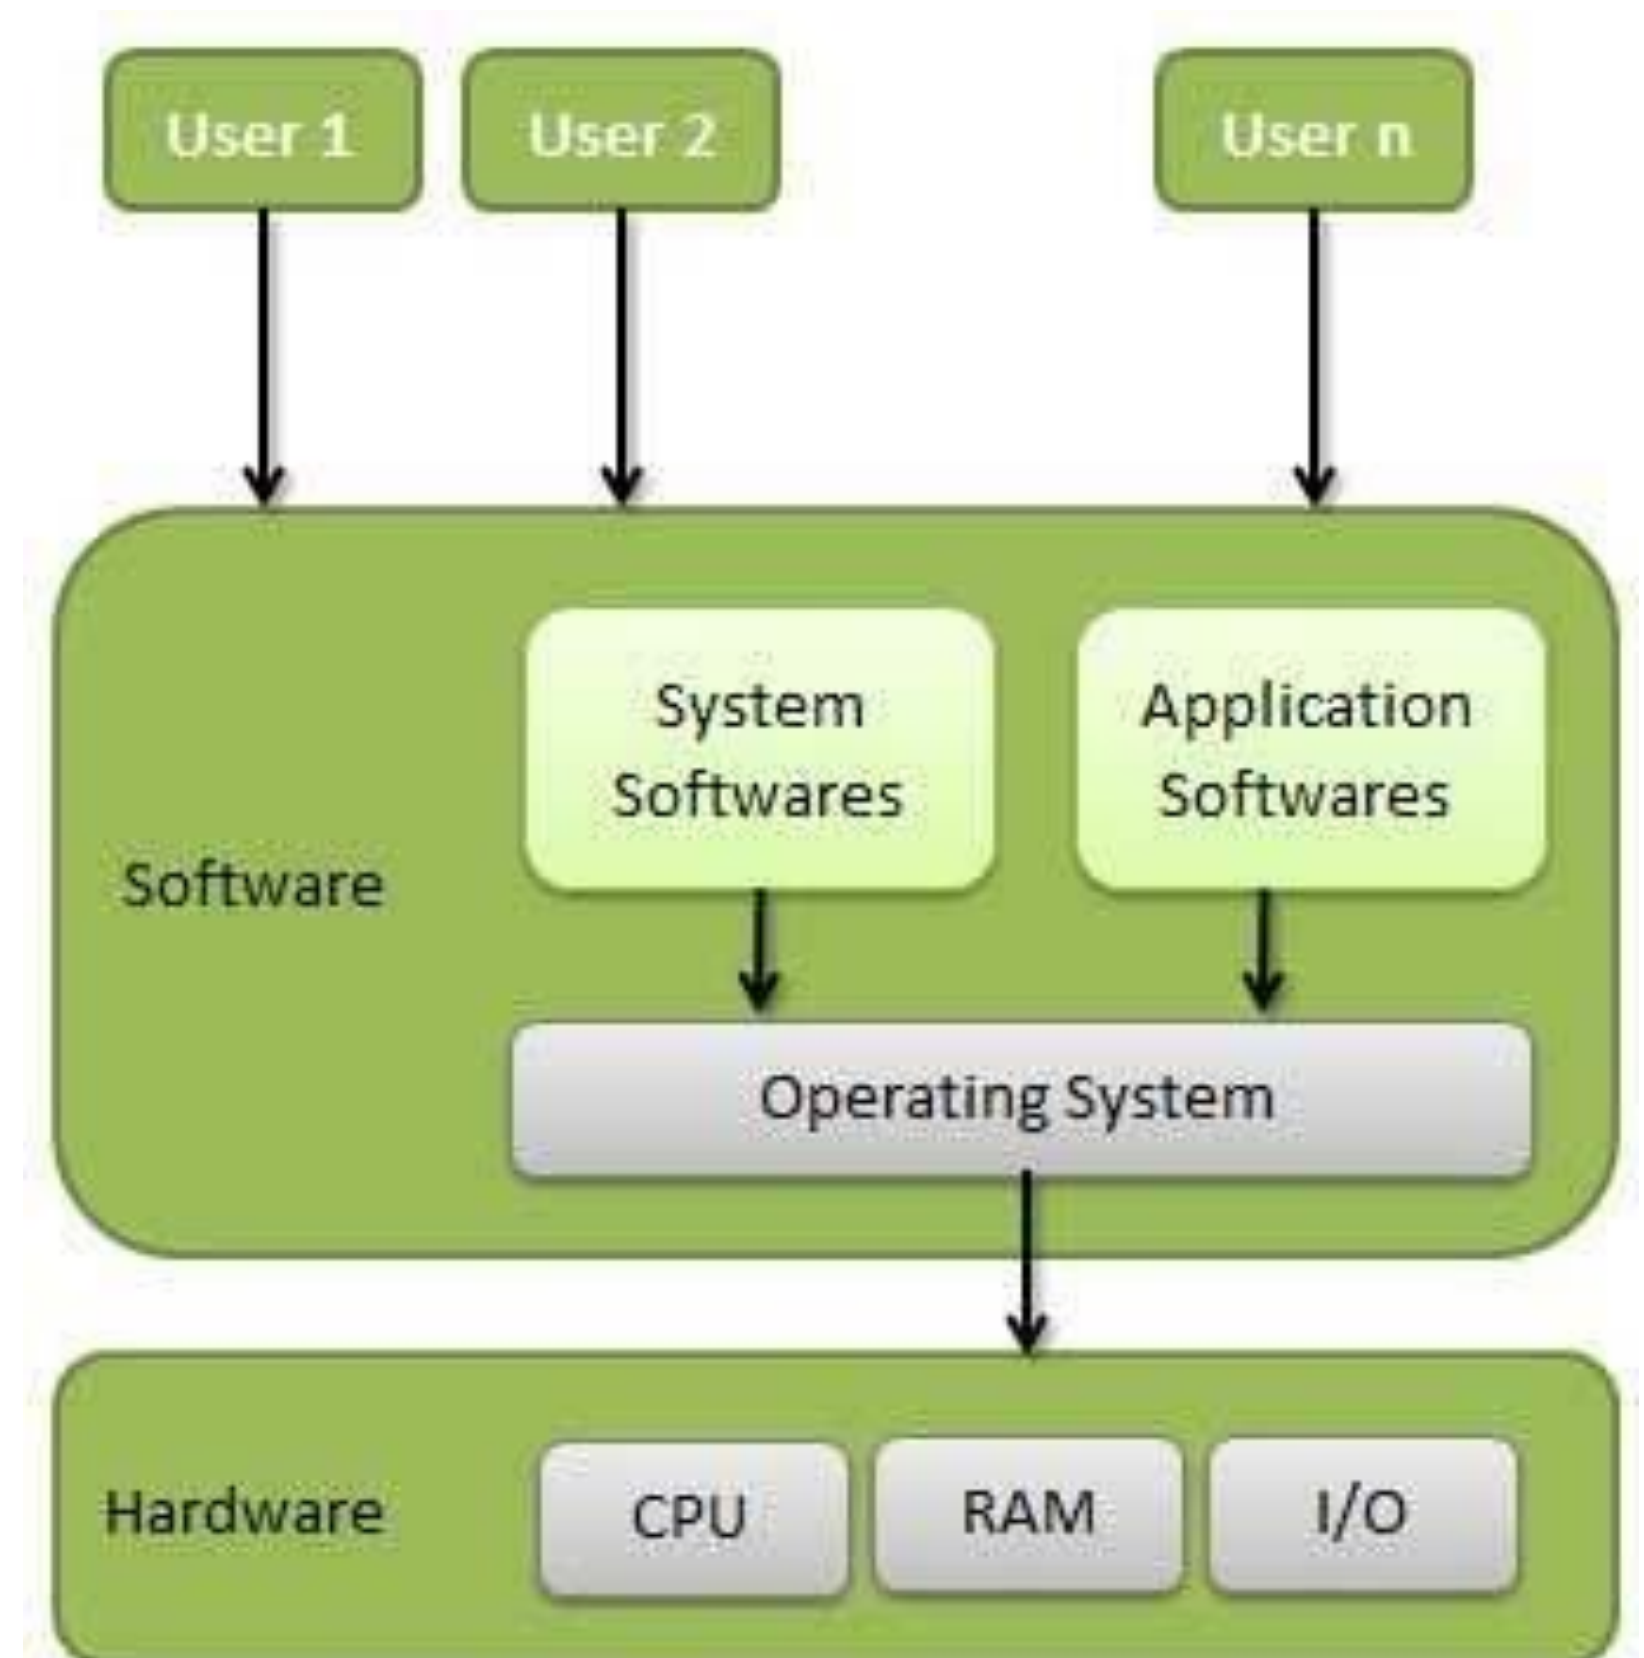 User 1
User 2
User n
System
Softwares
Application
Softwares
Software
Operating System
Hardware
CPU
RAM
I/O